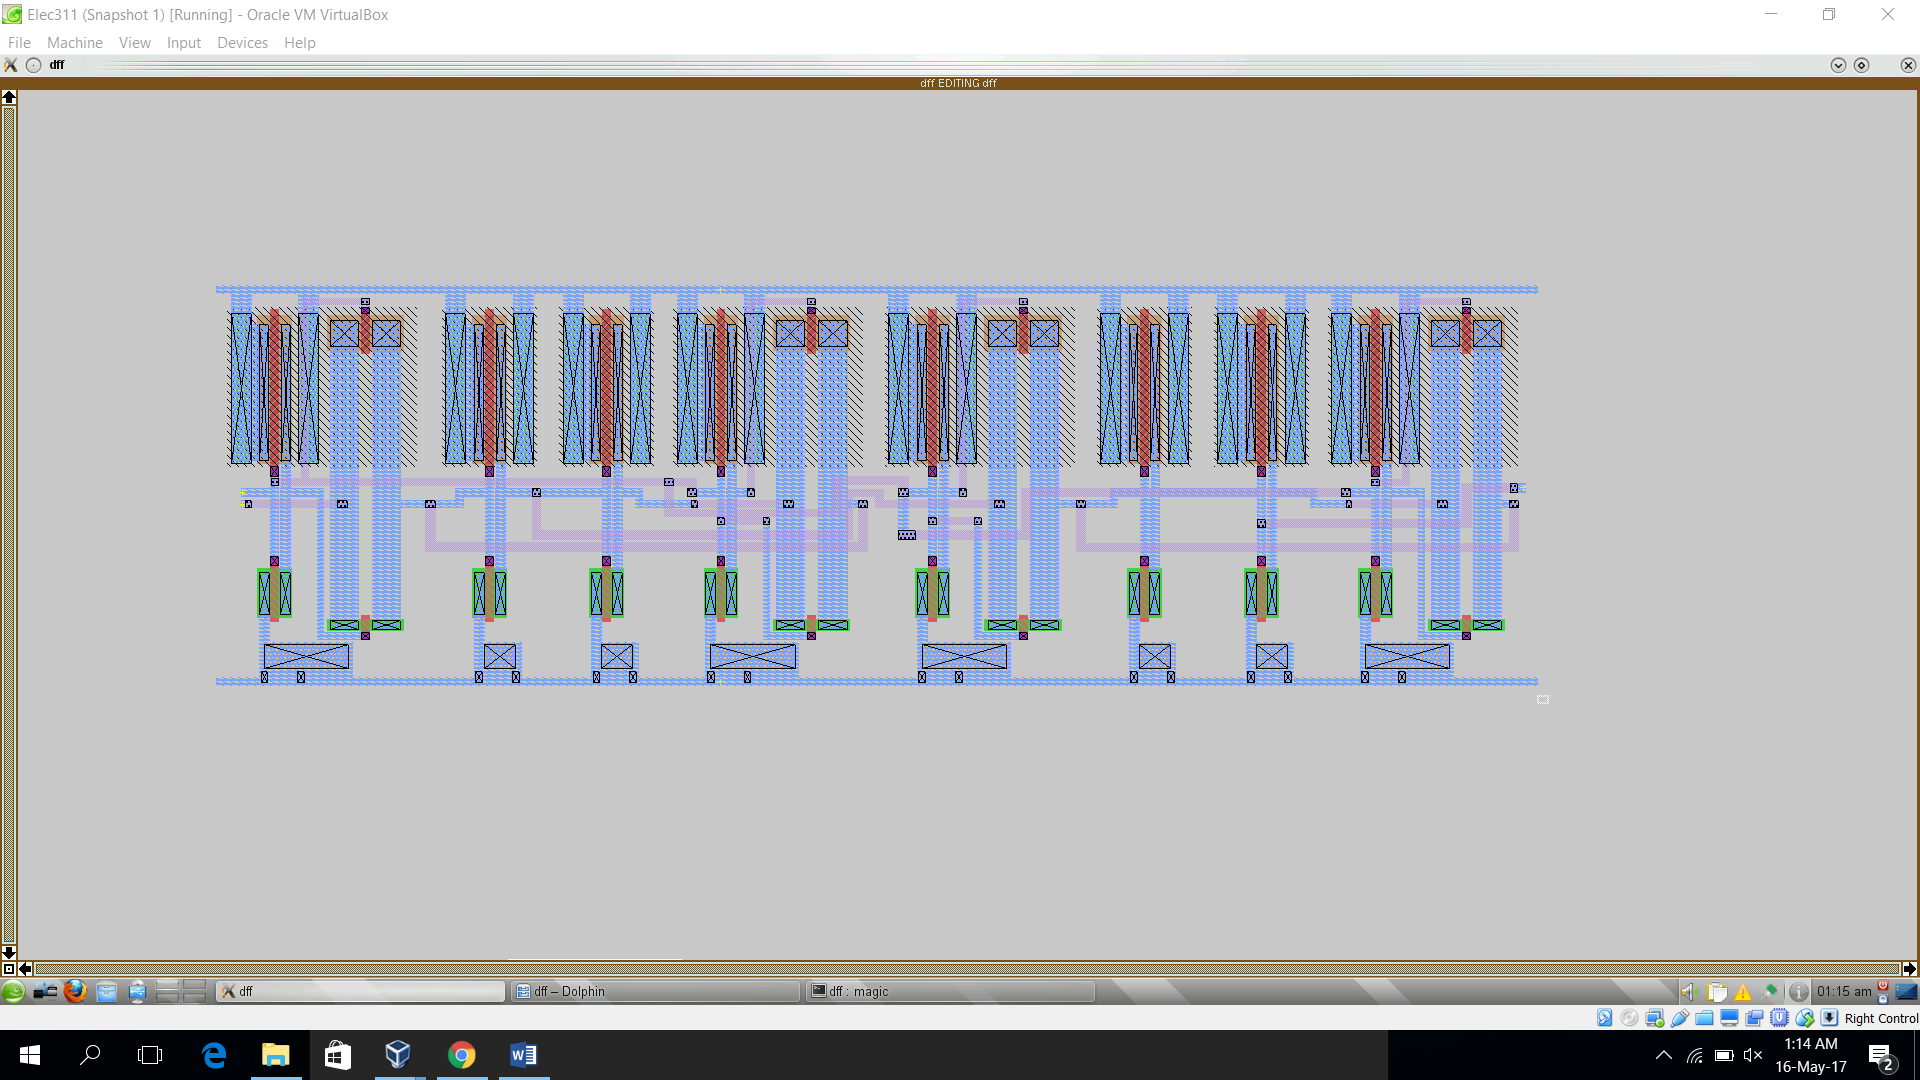 Elec311 (Snapshot 1) [Running] - Oracle VM VirtualBox
File Machine View Input Devices Help
dff
dff EDITING dff
dff
dff – Dolphin
dff : magic
01:15 am
Right Control
1:14 AM
16-May-17
2